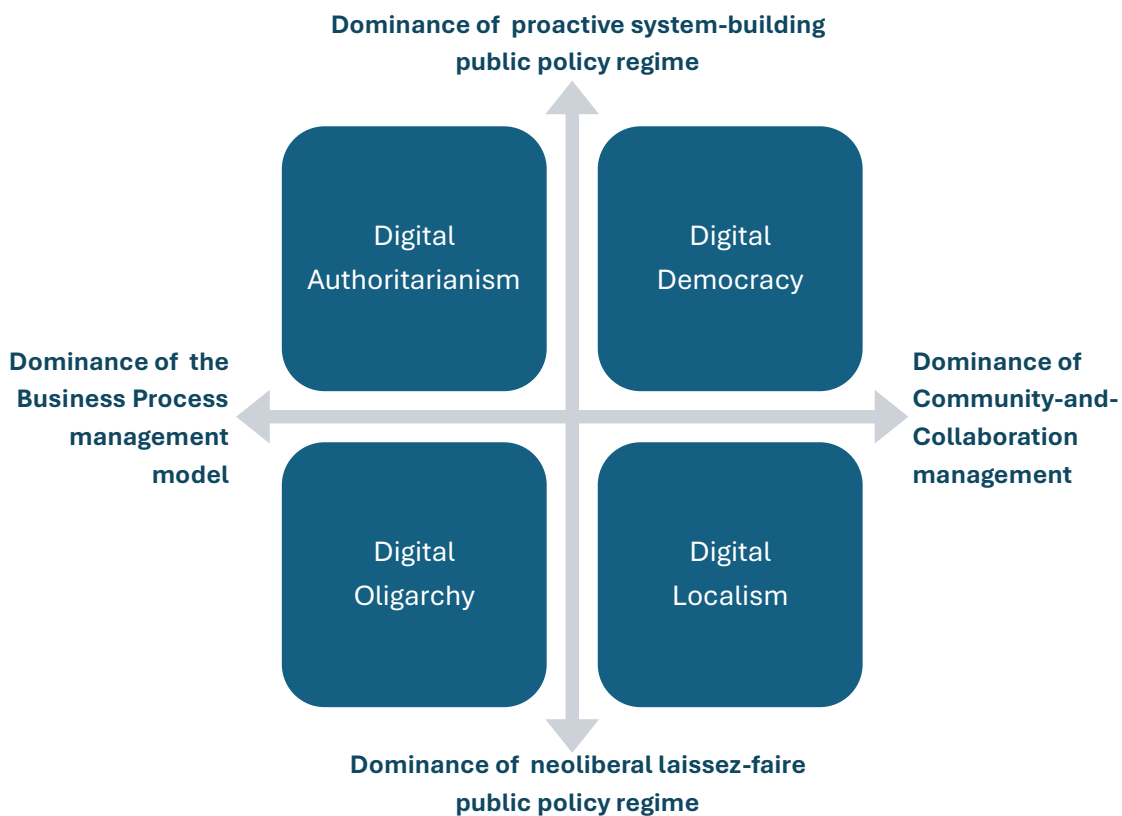 Dominance of proactive system-building
public policy regime
Digital
Authoritarianism
Digital
Democracy
Dominance of the
Business Process
management
model
Dominance of
Community-and-
Collaboration
management
Digital
Oligarchy
Digital
Localism
Dominance of neoliberal laissez-faire
public policy regime